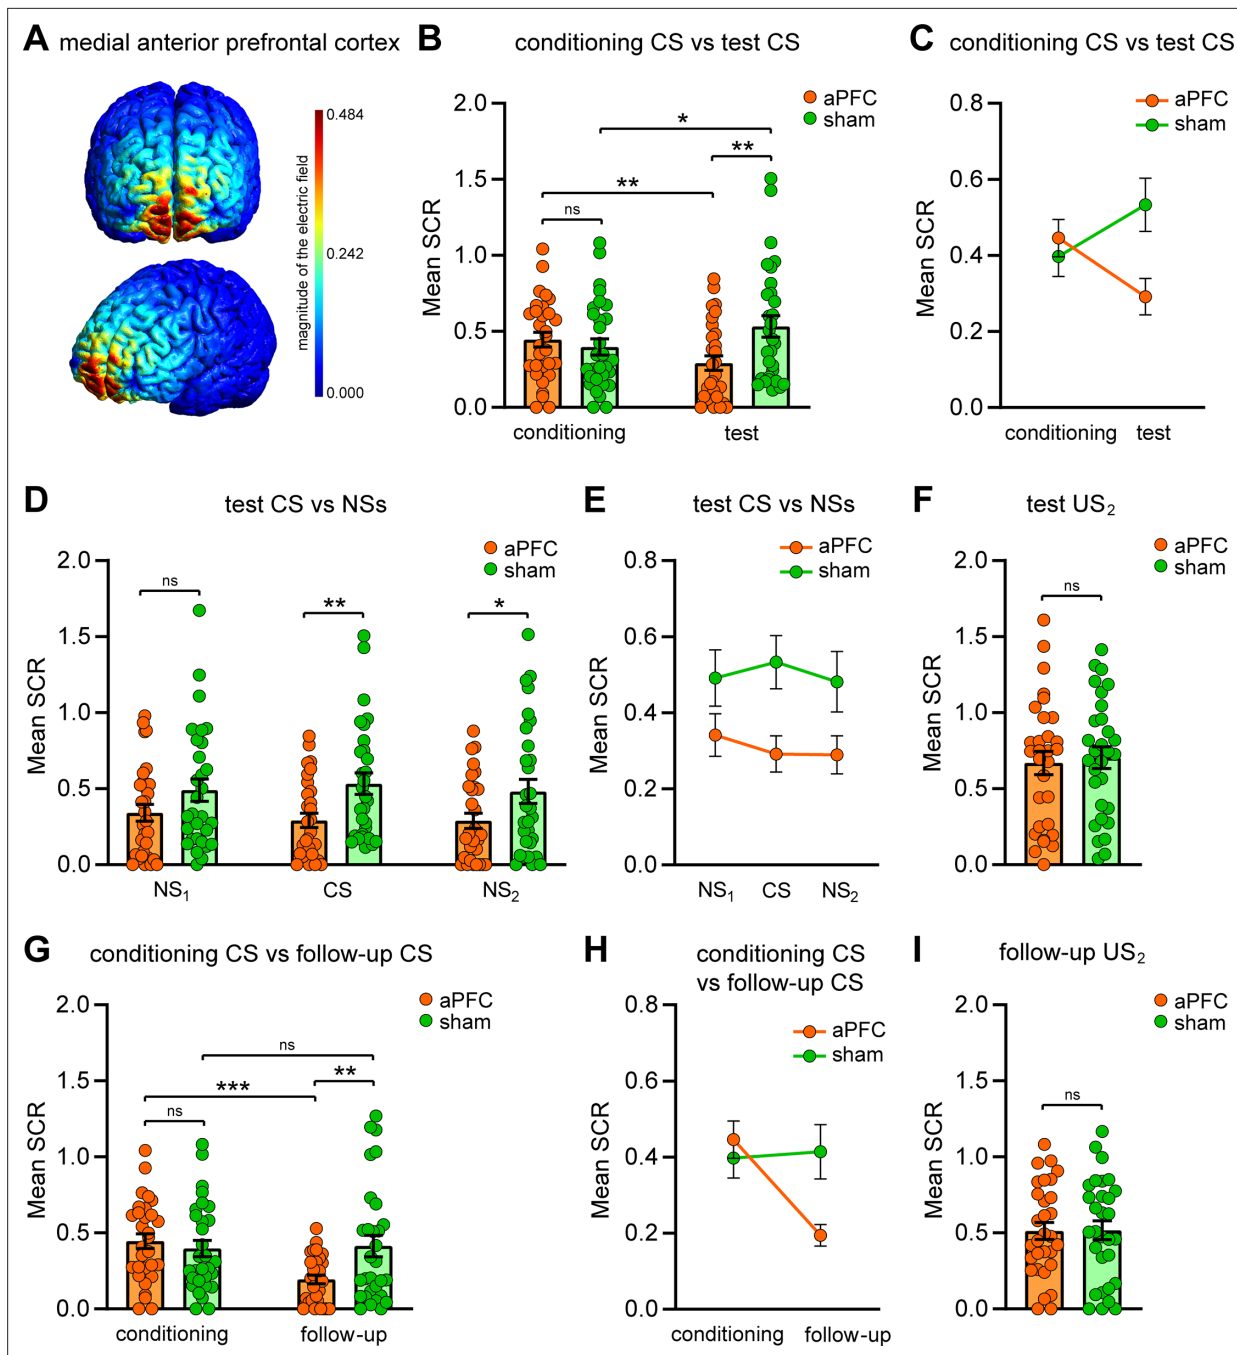 A medial anterior prefrontal cortex
0.484
0.242
0.000
magnitude of the electric field
B conditioning CS vs test CS
aPFC
sham
Mean SCR
2.0
1.5
1.0
0.5
0.0
*
**
**
ns
conditioning test
C conditioning CS vs test CS
aPFC
sham
Mean SCR
0.8
0.6
0.4
0.2
0.0
conditioning test
D test CS vs NSs
aPFC
sham
Mean SCR
2.0
1.5
1.0
0.5
0.0
ns
**
*
NS₁ CS NS₂
E test CS vs NSs
aPFC
sham
Mean SCR
0.8
0.6
0.4
0.2
0.0
NS₁ CS NS₂
F test US₂
aPFC
sham
Mean SCR
2.0
1.5
1.0
0.5
0.0
ns
G conditioning CS vs follow-up CS
aPFC
sham
Mean SCR
2.0
1.5
1.0
0.5
0.0
ns
***
**
ns
conditioning follow-up
H conditioning CS
vs follow-up CS
aPFC
sham
Mean SCR
0.8
0.6
0.4
0.2
0.0
conditioning follow-up
I follow-up US₂
aPFC
sham
Mean SCR
2.0
1.5
1.0
0.5
0.0
ns